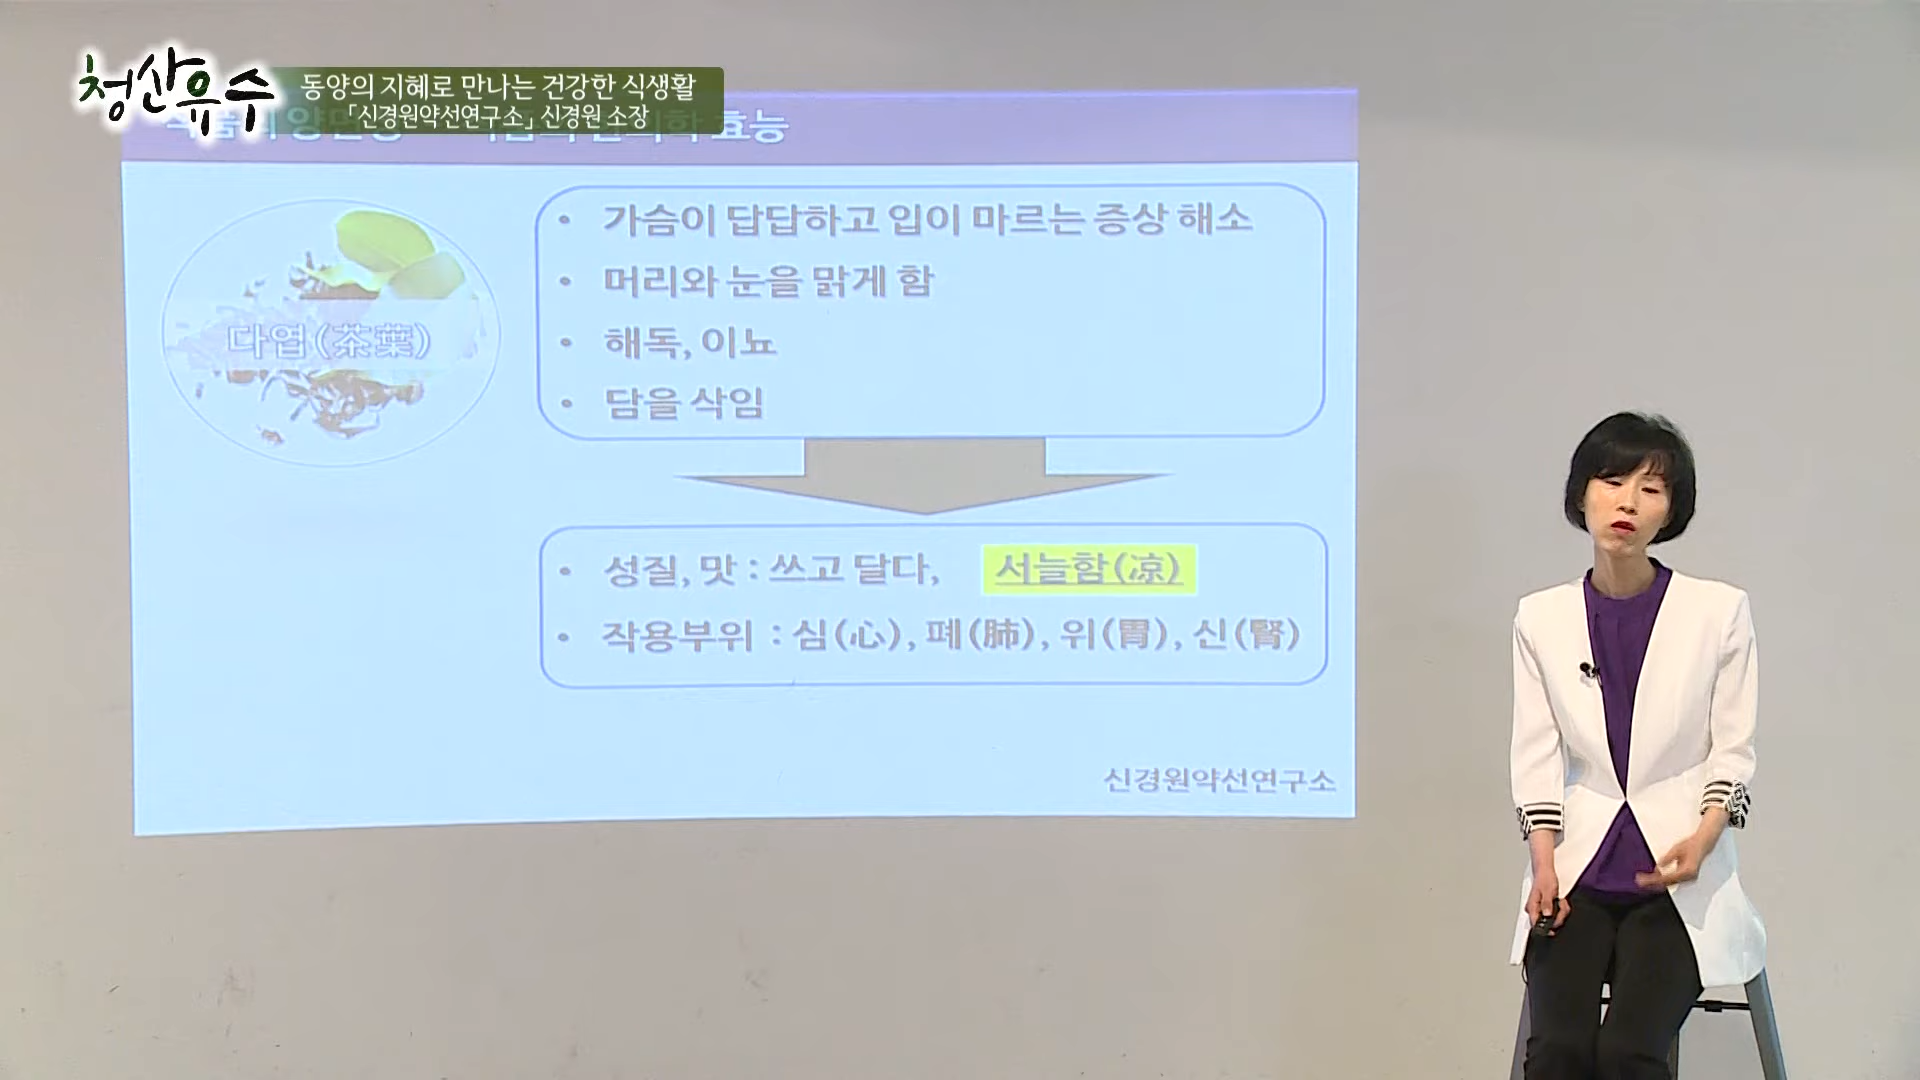 청산유수
동양의 지혜로 만나는 건강한 식생활
「신경원약선연구소」 신경원 소장
효능
다엽(茶葉)
• 가슴이 답답하고 입이 마르는 증상 해소
• 머리와 눈을 맑게 함
• 해독, 이뇨
• 담을 삭임
• 성질, 맛 : 쓰고 달다, 서늘함(凉)
• 작용부위 : 심(心), 폐(肺), 위(胃), 신(腎)
신경원약선연구소